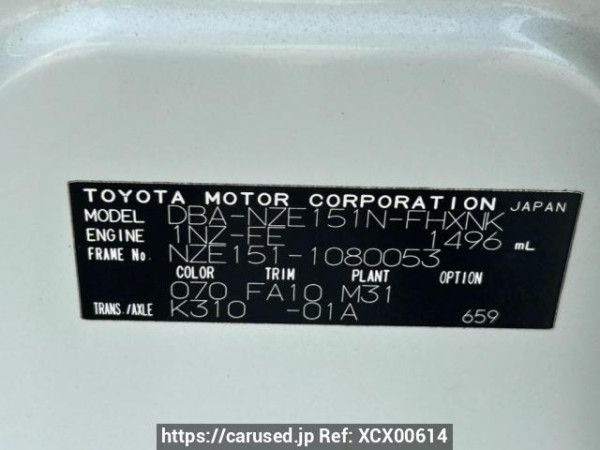 TOYOTA MOTOR CORPORATION JAPAN
MODEL DBA-NZE151N-FHXNK
ENGINE 1NZ-FE 1496 mL
FRAME No. NZE151-1080053
COLOR TRIM PLANT OPTION
070 FA10 M31
TRANS./AXLE K310 -01A 659
https://carused.jp Ref: XCX00614